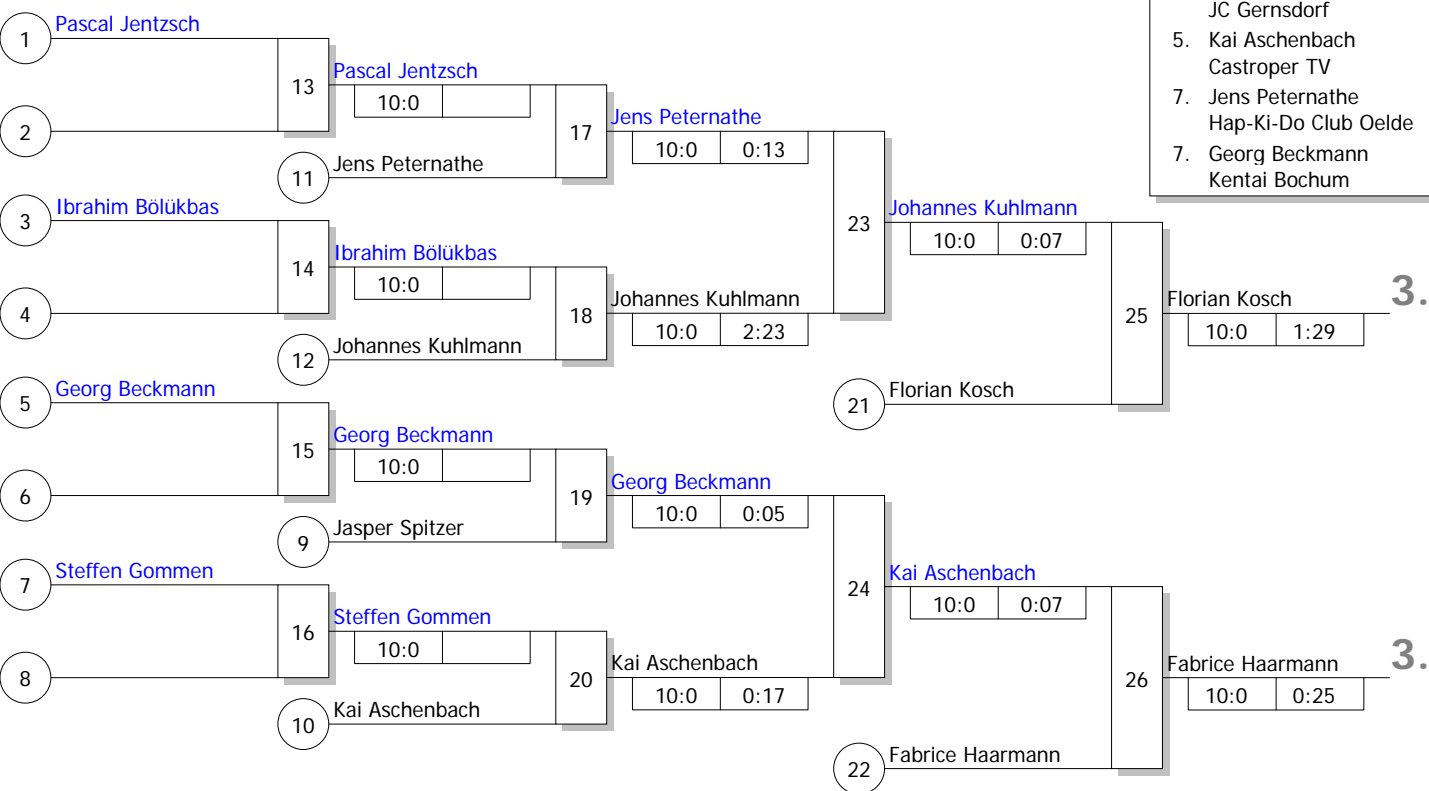 JC Gernsdorf
5. Kai Aschenbach
Castroper TV
7. Jens Peternathe
Hap-Ki-Do Club Oelde
7. Georg Beckmann
Kentai Bochum
1 Pascal Jentzsch
2
13 Pascal Jentzsch
10:0
11 Jens Peternathe
17 Jens Peternathe
10:0 0:13
3 Ibrahim Bölükbas
4
14 Ibrahim Bölükbas
10:0
12 Johannes Kuhlmann
18 Johannes Kuhlmann
10:0 2:23
23 Johannes Kuhlmann
10:0 0:07
21 Florian Kosch
25 Florian Kosch 3.
10:0 1:29
5 Georg Beckmann
6
15 Georg Beckmann
10:0
9 Jasper Spitzer
19 Georg Beckmann
10:0 0:05
7 Steffen Gommen
8
16 Steffen Gommen
10:0
10 Kai Aschenbach
20 Kai Aschenbach
10:0 0:17
24 Kai Aschenbach
10:0 0:07
22 Fabrice Haarmann
26 Fabrice Haarmann 3.
10:0 0:25